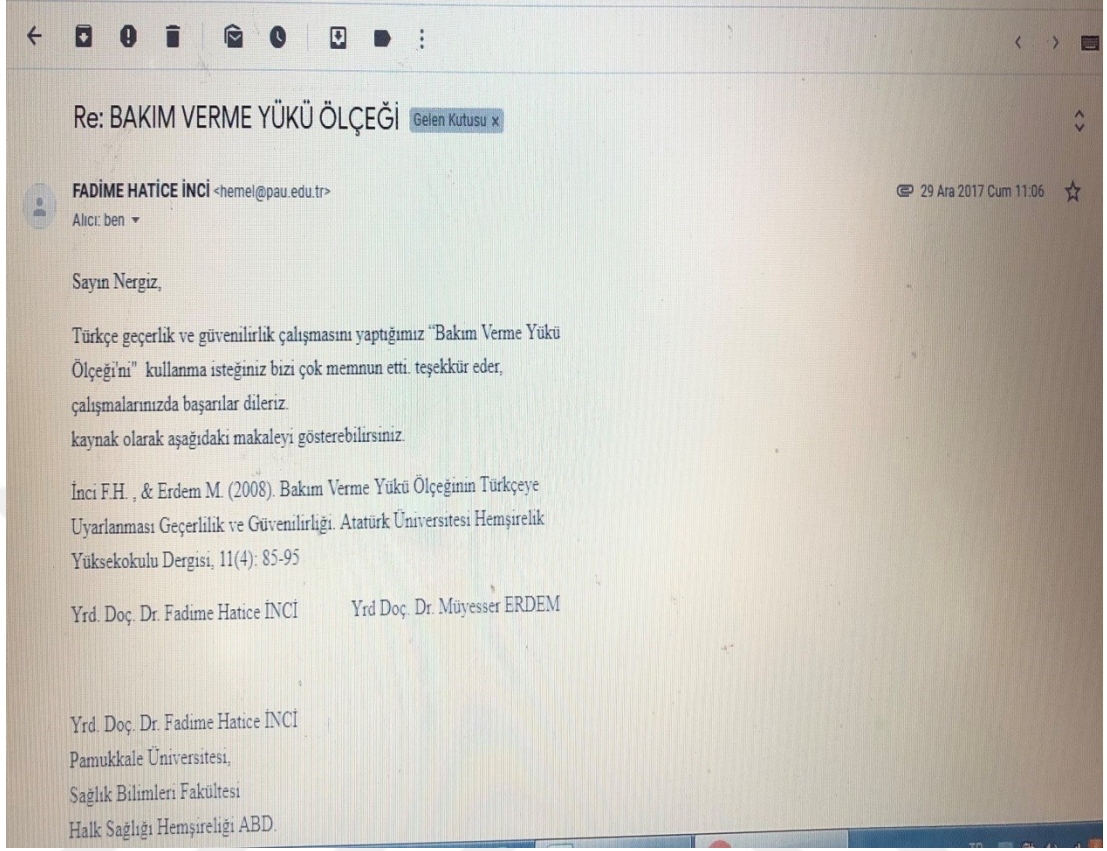 Re: BAKIM VERME YÜKÜ ÖLÇEĞİ Gelen Kutusu x
FADİME HATİCE İNCİ <hemel@pau.edu.tr>
29 Ara 2017 Cum 11:06
Alıcı: ben
Sayın Nergiz,
Türkçe geçerlik ve güvenilirlik çalışmasını yaptığımız “Bakım Verme Yükü
Ölçeği'ni" kullanma isteğiniz bizi çok memnun etti. teşekkür eder,
çalışmalarınızda başarılar dileriz.
kaynak olarak aşağıdaki makaleyi gösterebilirsiniz.
İnci F.H. , & Erdem M. (2008). Bakım Verme Yükü Ölçeğinin Türkçeye
Uyarlanması Geçerlilik ve Güvenilirliği. Atatürk Üniversitesi Hemşirelik
Yüksekokulu Dergisi, 11(4): 85-95
Yrd. Doç. Dr. Fadime Hatice İNCİ Yrd Doç. Dr. Müyesser ERDEM
Yrd. Doç. Dr. Fadime Hatice İNCİ
Pamukkale Üniversitesi,
Sağlık Bilimleri Fakültesi
Halk Sağlığı Hemşireliği ABD.